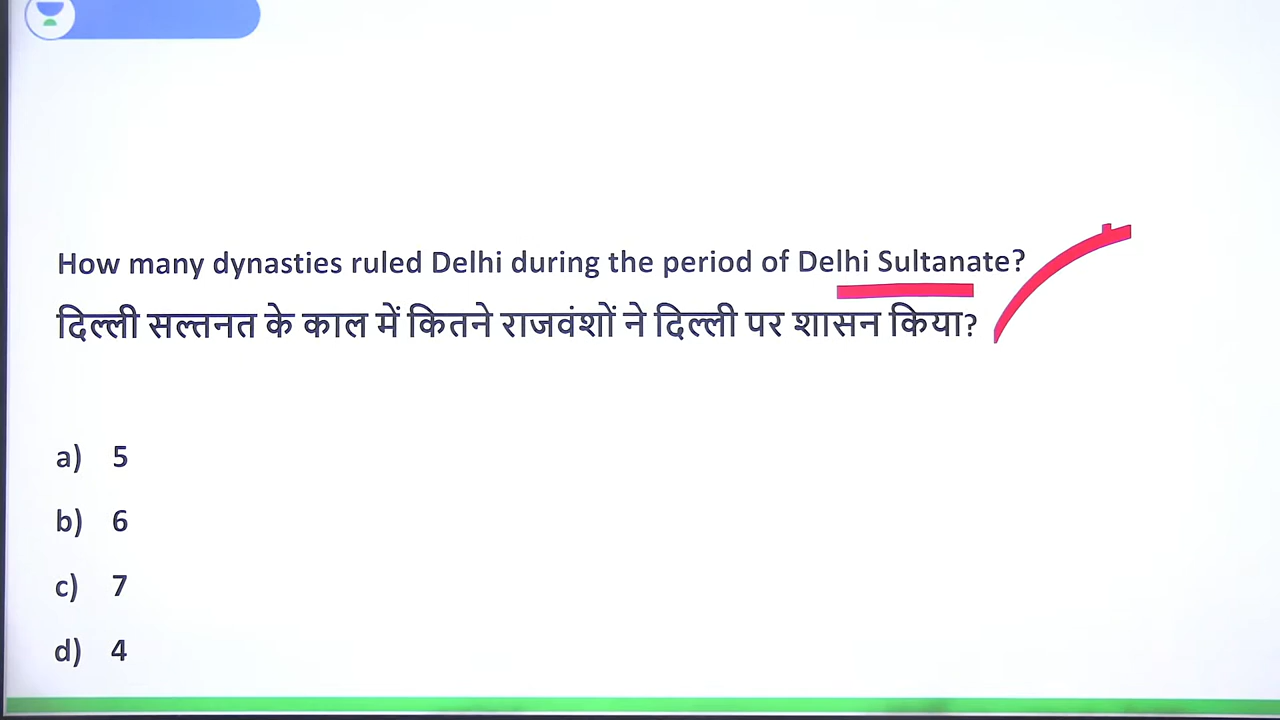 How many dynasties ruled Delhi during the period of Delhi Sultanate?
दिल्ली सल्तनत के काल में कितने राजवंशों ने दिल्ली पर शासन किया?
a) 5
b) 6
c) 7
d) 4